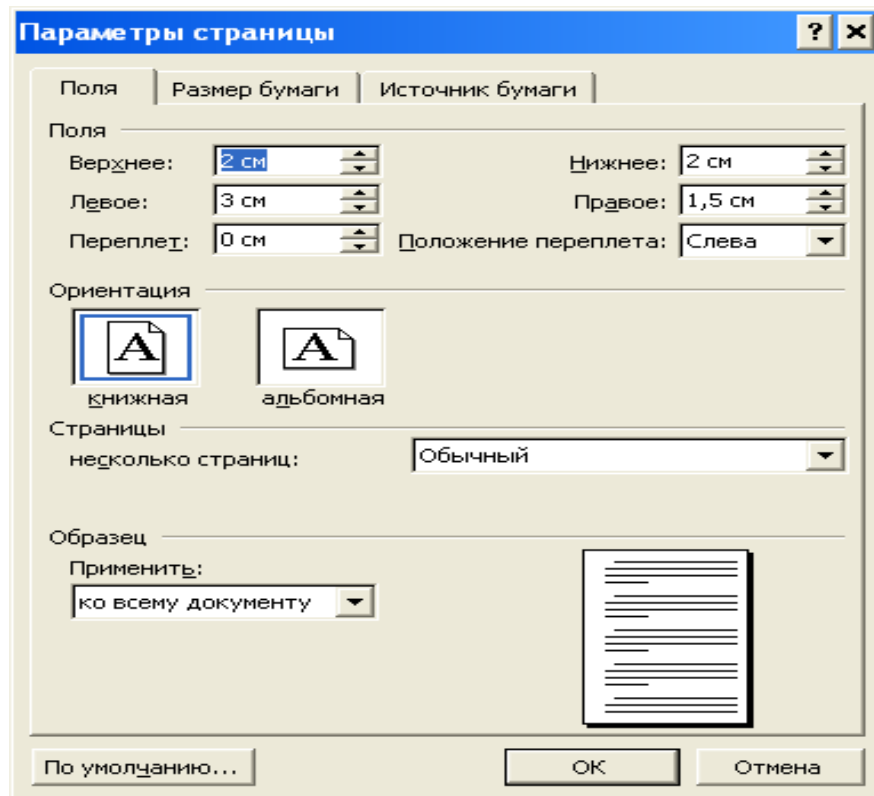 Параметры страницы
Поля Размер бумаги Источник бумаги
Поля
Верхнее: 2 см Нижнее: 2 см
Левое: 3 см Правое: 1,5 см
Переплет: 0 см Положение переплета: Слева
Ориентация
A A
книжная альбомная
Страницы
несколько страниц: Обычный
Образец
Применить:
ко всему документу
По умолчанию... ОК Отмена